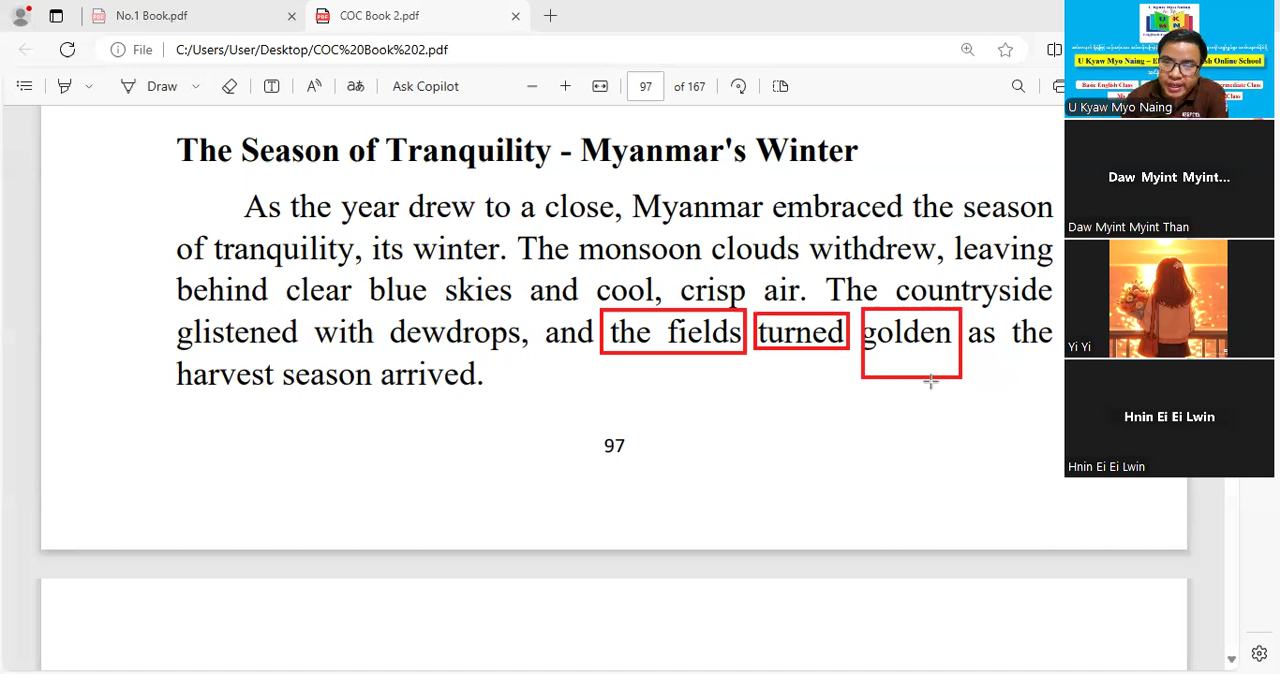 No.1 Book.pdf
COC Book 2.pdf
File
C:/Users/User/Desktop/COC%20Book%202.pdf
Draw
aあ
Ask Copilot
97 of 167
The Season of Tranquility - Myanmar's Winter
As the year drew to a close, Myanmar embraced the season
of tranquility, its winter. The monsoon clouds withdrew, leaving
behind clear blue skies and cool, crisp air. The countryside
glistened with dewdrops, and the fields turned golden as the
harvest season arrived.
97
U Kyaw Myo Naing
Daw Myint Myint...
Daw Myint Myint Than
Yi Yi
Hnin Ei Ei Lwin
Hnin Ei Ei Lwin